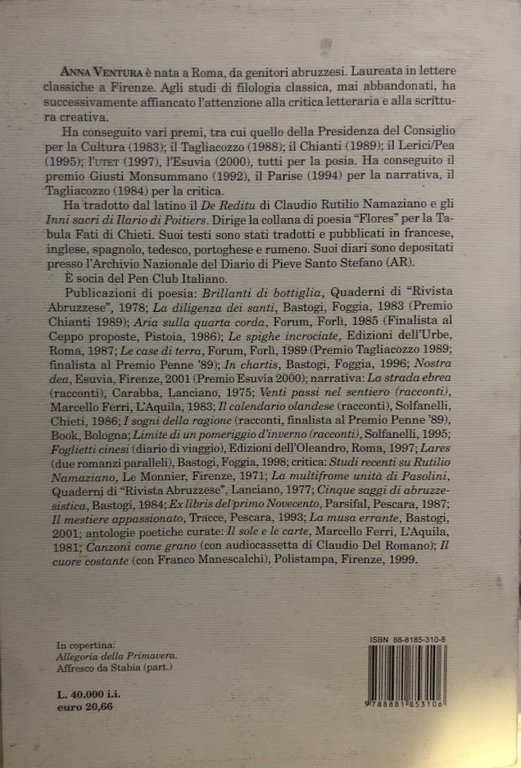 ANNA VENTURA è nata a Roma, da genitori abruzzesi. Laureata in lettere
classiche a Firenze. Agli studi di filologia classica, mai abbandonati, ha
successivamente affiancato l'attenzione alla critica letteraria e alla scrittu-
ra creativa.
Ha conseguito vari premi, tra cui quello della Presidenza del Consiglio
per la Cultura (1983); il Tagliacozzo (1988); il Chianti (1989); il Lerici/Pea
(1995); l'UTET (1997), l'Esuvia (2000), tutti per la posia. Ha conseguito il
premio Giusti Monsummano (1992), il Parise (1994) per la narrativa, il
Tagliacozzo (1984) per la critica.
Ha tradotto dal latino il De Reditu di Claudio Rutilio Namaziano e gli
Inni sacri di Ilario di Poitiers. Dirige la collana di poesia "Flores" per la Ta-
bula Fati di Chieti. Suoi testi sono stati tradotti e pubblicati in francese,
inglese, spagnolo, tedesco, portoghese e rumeno. Suoi diari sono depositati
presso l'Archivio Nazionale del Diario di Pieve Santo Stefano (AR).
È socia del Pen Club Italiano.
Publicazioni di poesia: Brillanti di bottiglia, Quaderni di "Rivista
Abruzzese", 1978; La diligenza dei santi, Bastogi, Foggia, 1983 (Premio
Chianti 1989); Aria sulla quarta corda, Forum, Forlì, 1985 (Finalista al
Ceppo proposte, Pistoia, 1986); Le spighe incrociate, Edizioni dell'Urbe,
Roma, 1987; Le case di terra, Forum, Forlì, 1989 (Premio Tagliacozzo 1989;
finalista al Premio Penne '89); In chartis, Bastogi, Foggia, 1996; Nostra
dea, Esuvia, Firenze, 2001 (Premio Esuvia 2000); narrativa: La strada ebrea
(racconti), Carabba, Lanciano, 1975; Venti passi nel sentiero (racconti),
Marcello Ferri, L'Aquila, 1983; Il calendario olandese (racconti), Solfanelli,
Chieti, 1986; I sogni della ragione (racconti, finalista al Premio Penne '89),
Book, Bologna; Limite di un pomeriggio d'inverno (racconti), Solfanelli, 1995;
Foglietti cinesi (diario di viaggio), Edizioni dell'Oleandro, Roma, 1997; Lares
(due romanzi paralleli), Bastogi, Foggia, 1998; critica: Studi recenti su Rutilio
Namaziano, Le Monnier, Firenze, 1971; La multifrome unità di Pasolini,
Quaderni di "Rivista Abruzzese", Lanciano, 1977; Cinque saggi di abruzze-
sistica, Bastogi, 1984; Ex libris del primo Novecento, Parsifal, Pescara, 1987;
Il mestiere appassionato, Tracce, Pescara, 1993; La musa errante, Bastogi,
2001; antologie poetiche curate: Il sole e le carte, Marcello Ferri, L'Aquila,
1981; Canzoni come grano (con audiocassetta di Claudio Del Romano); Il
cuore costante (con Franco Manescalchi), Polistampa, Firenze, 1999.
In copertina:
Allegoria della Primavera.
Affresco da Stabia (part.)
L. 40.000 i.i.
euro 20,66
ISBN 88-8185-310-8
9 788881 853106